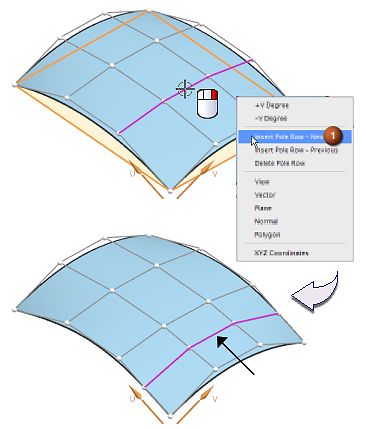 +V Degree
-V Degree
Insert Pole Row - Nex
1
Insert Pole Row - Previous
Delete Pole Row
View
Vector
Plane
Normal
Polygon
XYZ Coordinates
U
V
U
V